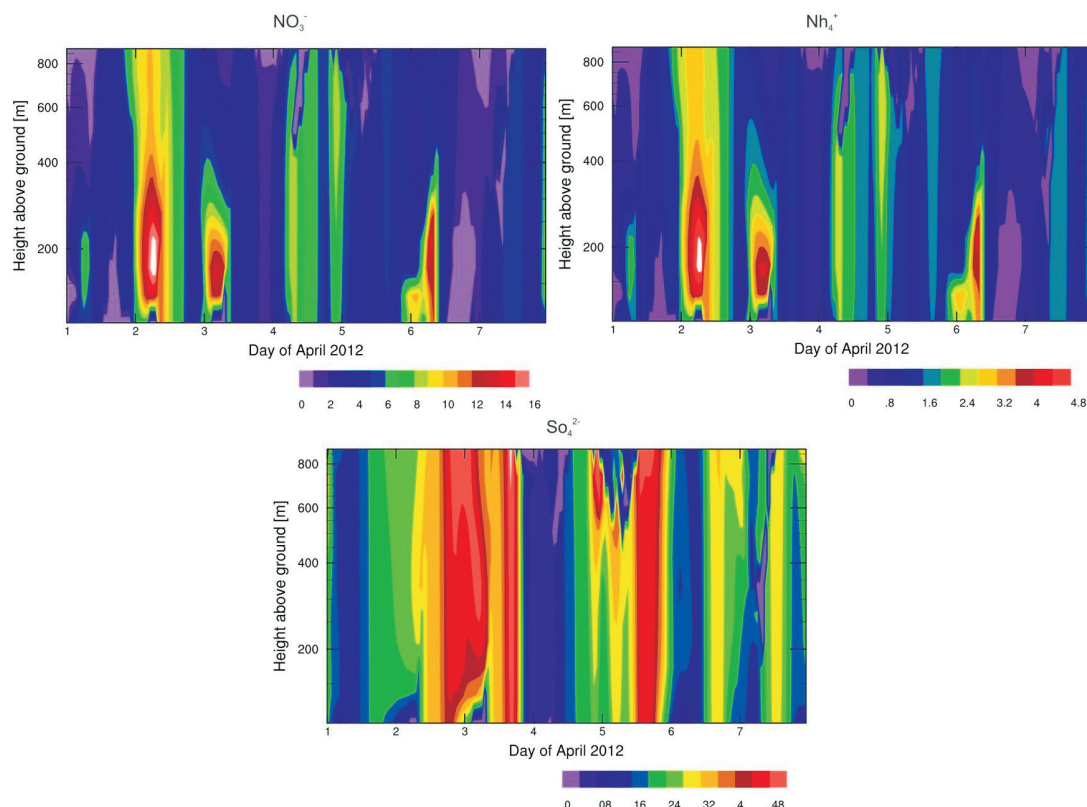 NO₃⁻
Height above ground [m]
800
600
400
200
1 2 3 4 5 6 7
Day of April 2012
0 2 4 6 8 10 12 14 16
Nh₄⁺
Height above ground [m]
800
600
400
200
1 2 3 4 5 6 7
Day of April 2012
0 .8 1.6 2.4 3.2 4 4.8
So₄²⁻
Height above ground [m]
800
600
400
200
1 2 3 4 5 6 7
Day of April 2012
0 08 16 24 32 4 48